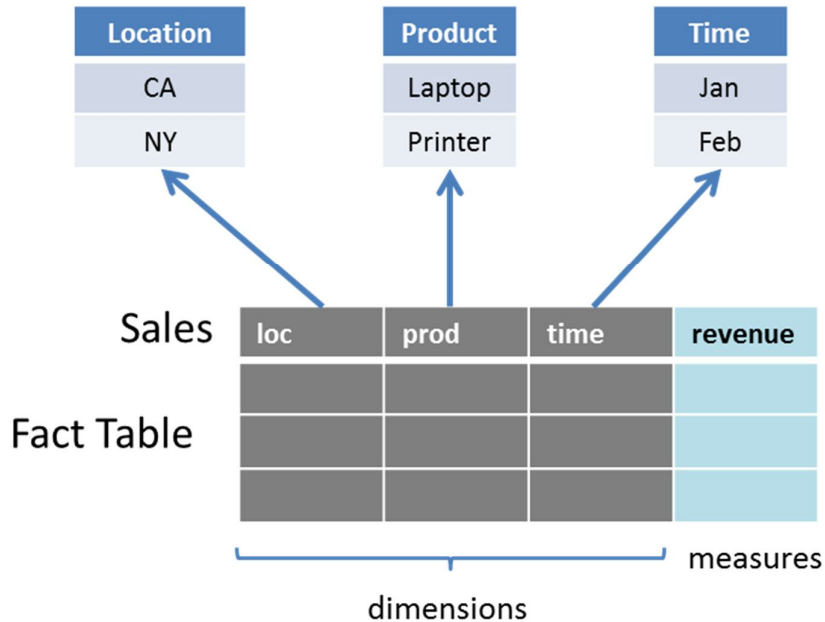 Location Product Time
CA Laptop Jan
NY Printer Feb
Sales loc prod time revenue
Fact Table
measures
dimensions